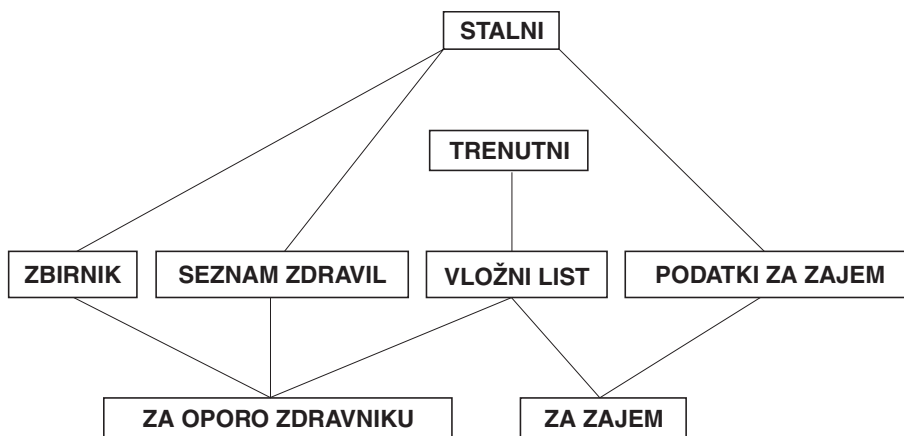 STALNI
TRENUTNI
ZBIRNIK
SEZNAM ZDRAVIL
VLOŽNI LIST
PODATKI ZA ZAJEM
ZA OPORO ZDRAVNIKU
ZA ZAJEM